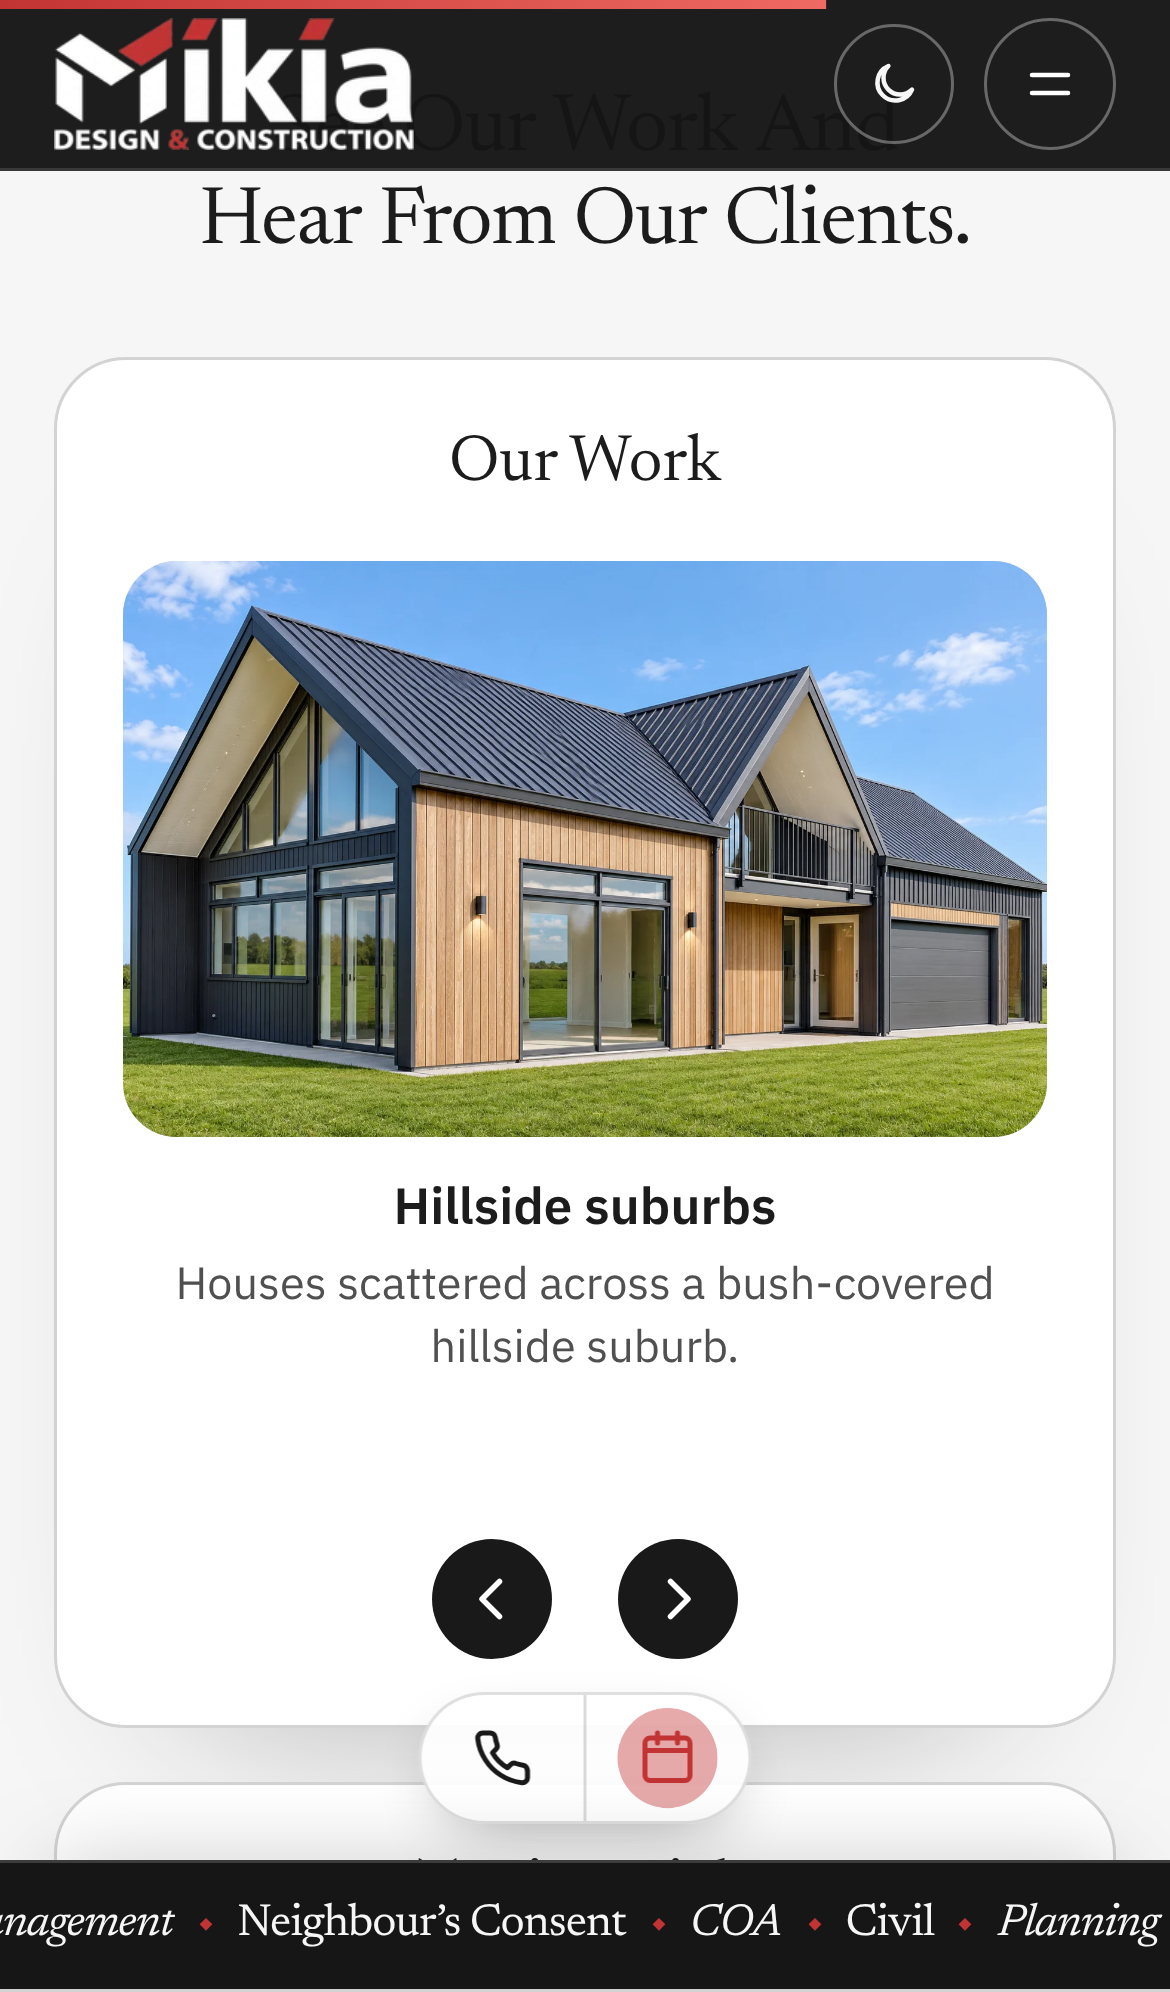 Mikia
DESIGN & CONSTRUCTION
Our Work And
Hear From Our Clients.
Our Work
Hillside suburbs
Houses scattered across a bush-covered
hillside suburb.
Neighbour’s Consent ◆ COA ◆ Civil ◆ Planning